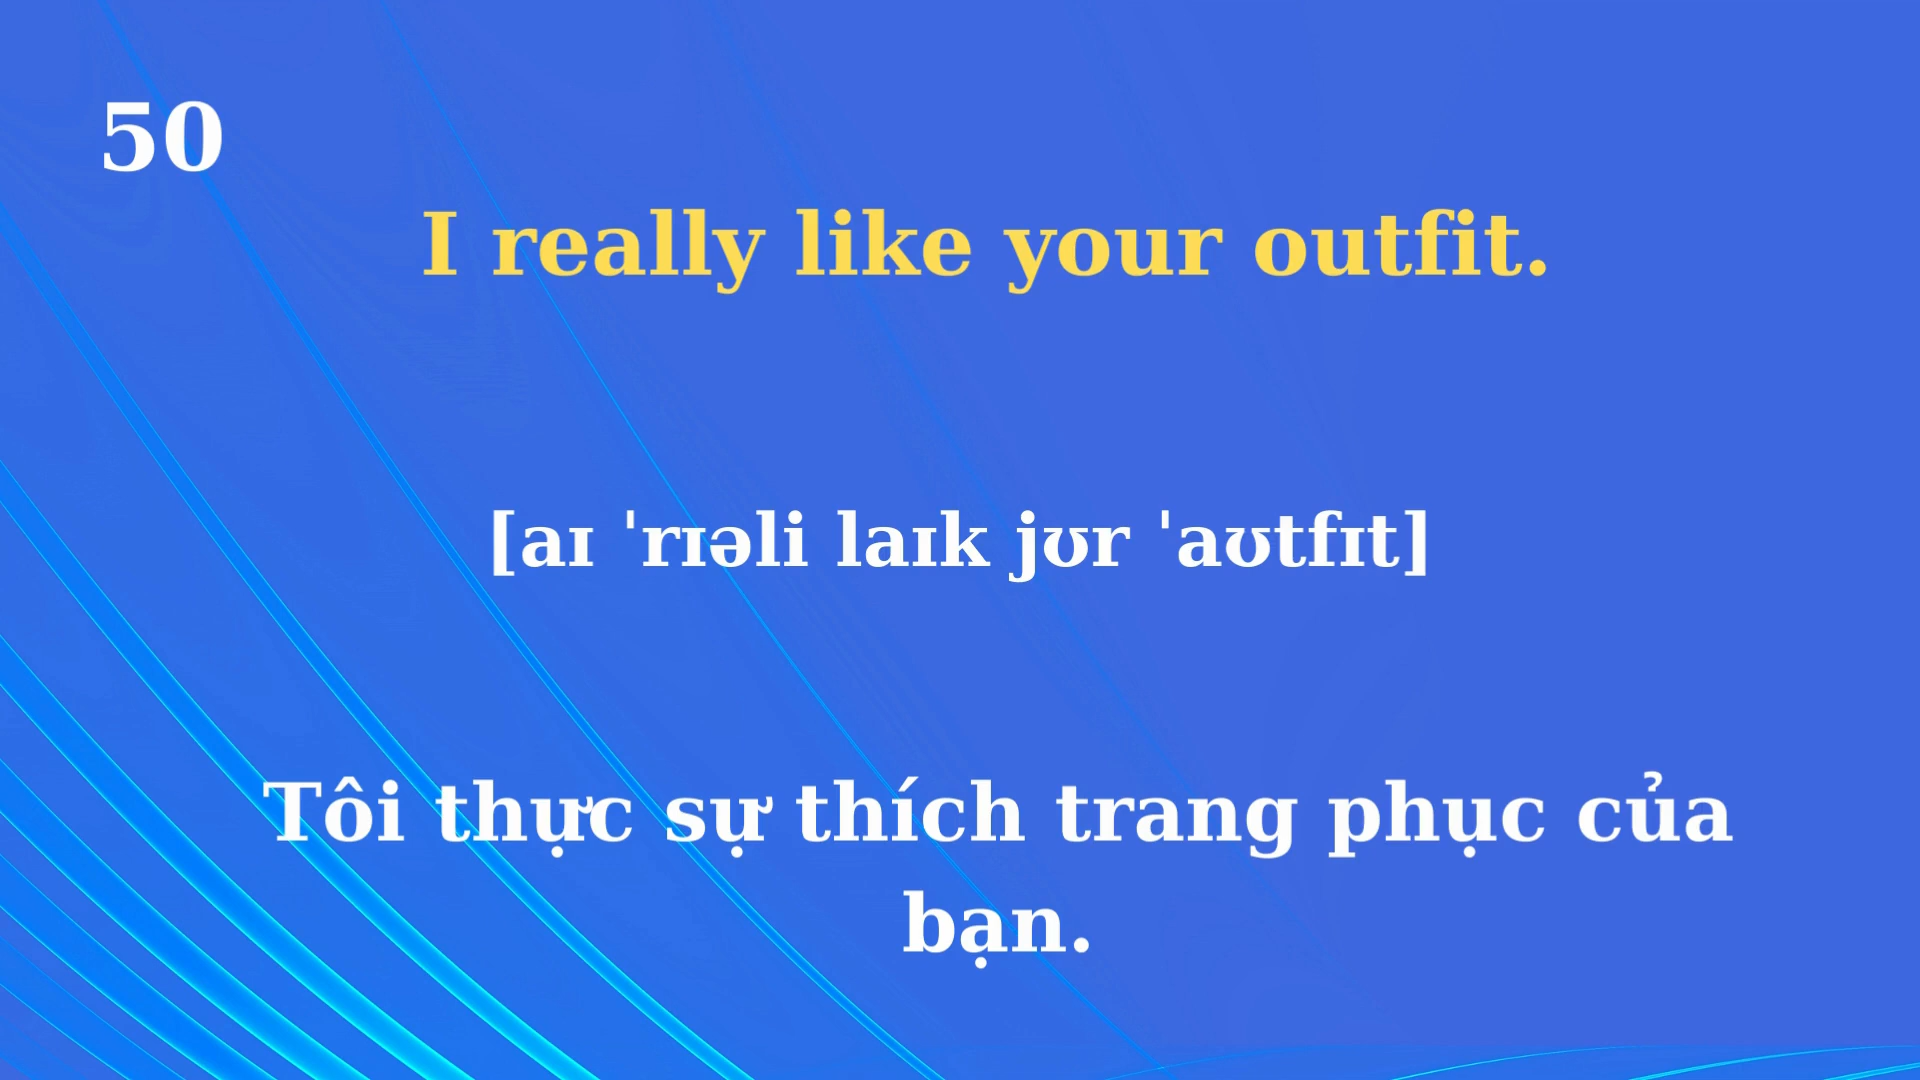 50
I really like your outfit.
[aɪ ˈrɪəli laɪk jʊr ˈaʊtfɪt]
Tôi thực sự thích trang phục của
bạn.